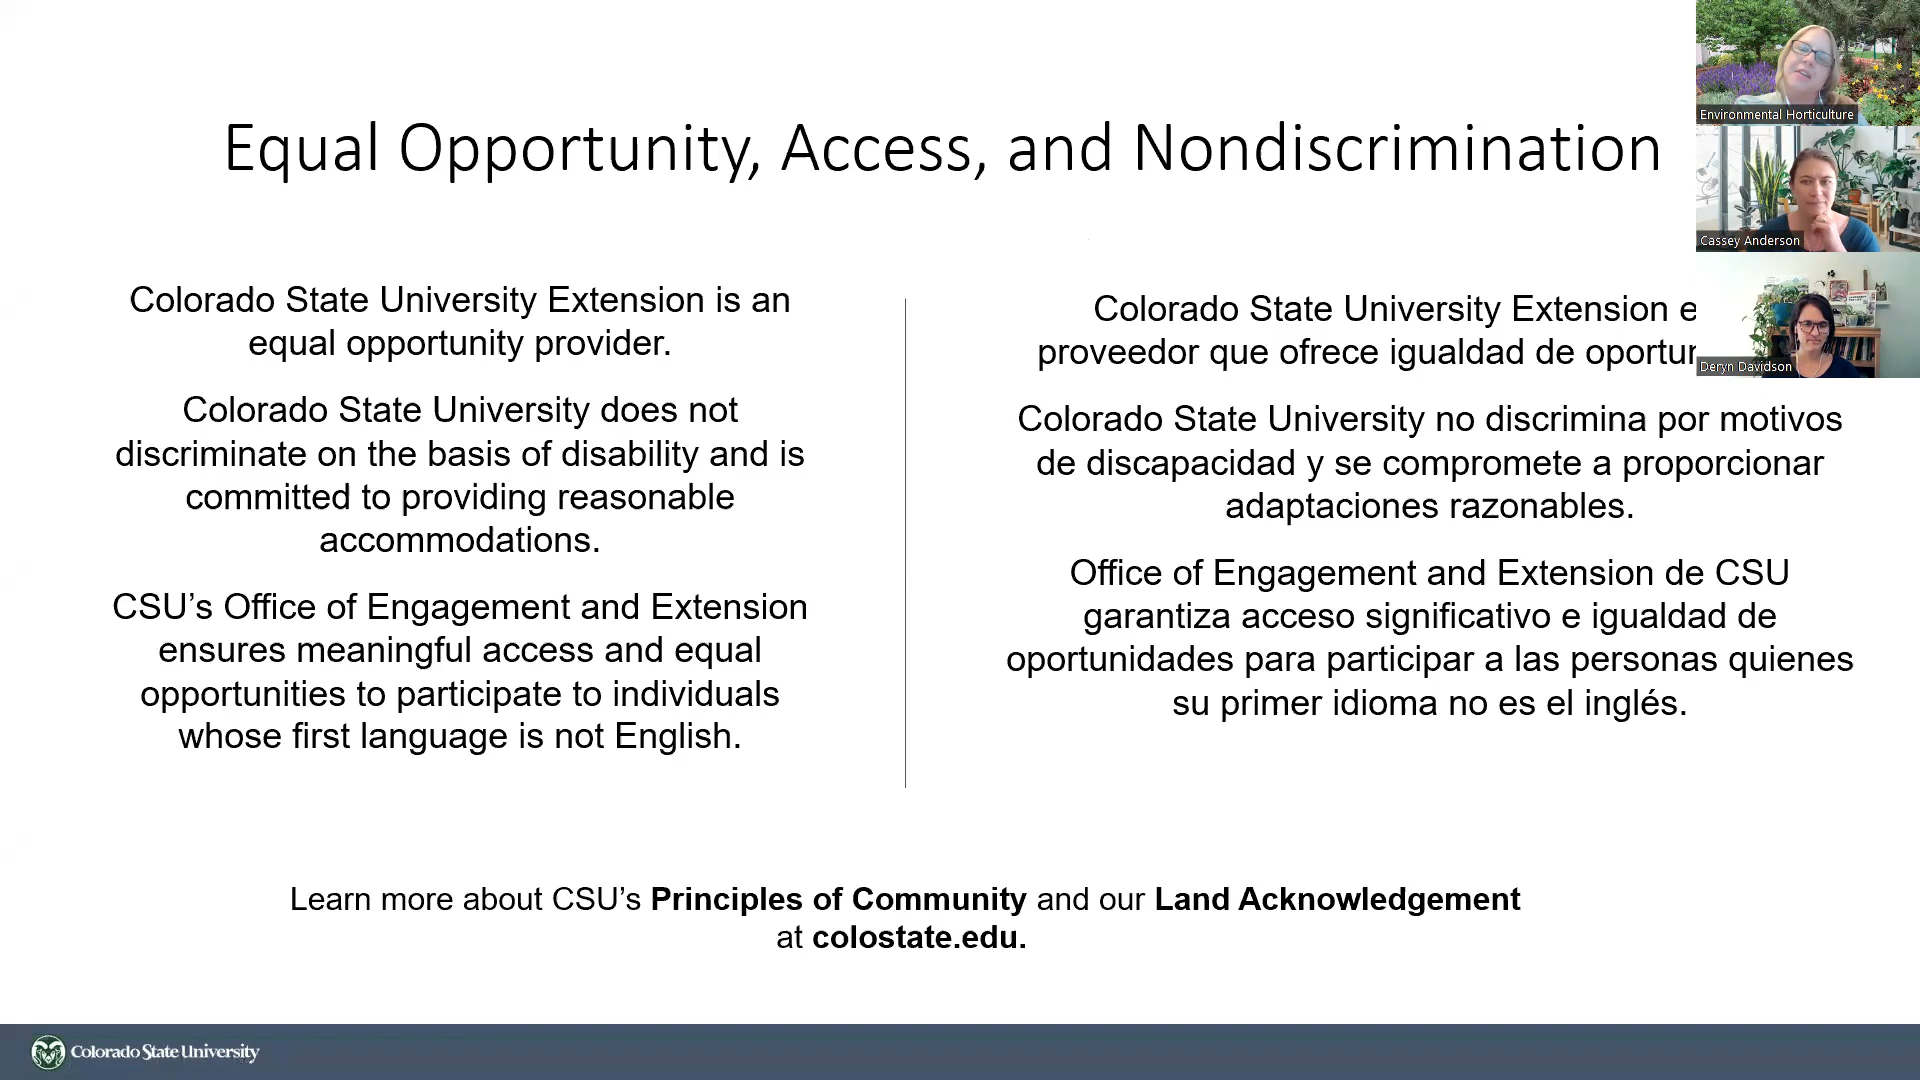 Equal Opportunity, Access, and Nondiscrimination
Colorado State University Extension is an
equal opportunity provider.
Colorado State University does not
discriminate on the basis of disability and is
committed to providing reasonable
accommodations.
CSU’s Office of Engagement and Extension
ensures meaningful access and equal
opportunities to participate to individuals
whose first language is not English.
Colorado State University Extension e
proveedor que ofrece igualdad de oportun
Colorado State University no discrimina por motivos
de discapacidad y se compromete a proporcionar
adaptaciones razonables.
Office of Engagement and Extension de CSU
garantiza acceso significativo e igualdad de
oportunidades para participar a las personas quienes
su primer idioma no es el inglés.
Learn more about CSU’s Principles of Community and our Land Acknowledgement
at colostate.edu.
Colorado State University
Environmental Horticulture
Cassey Anderson
Deryn Davidson